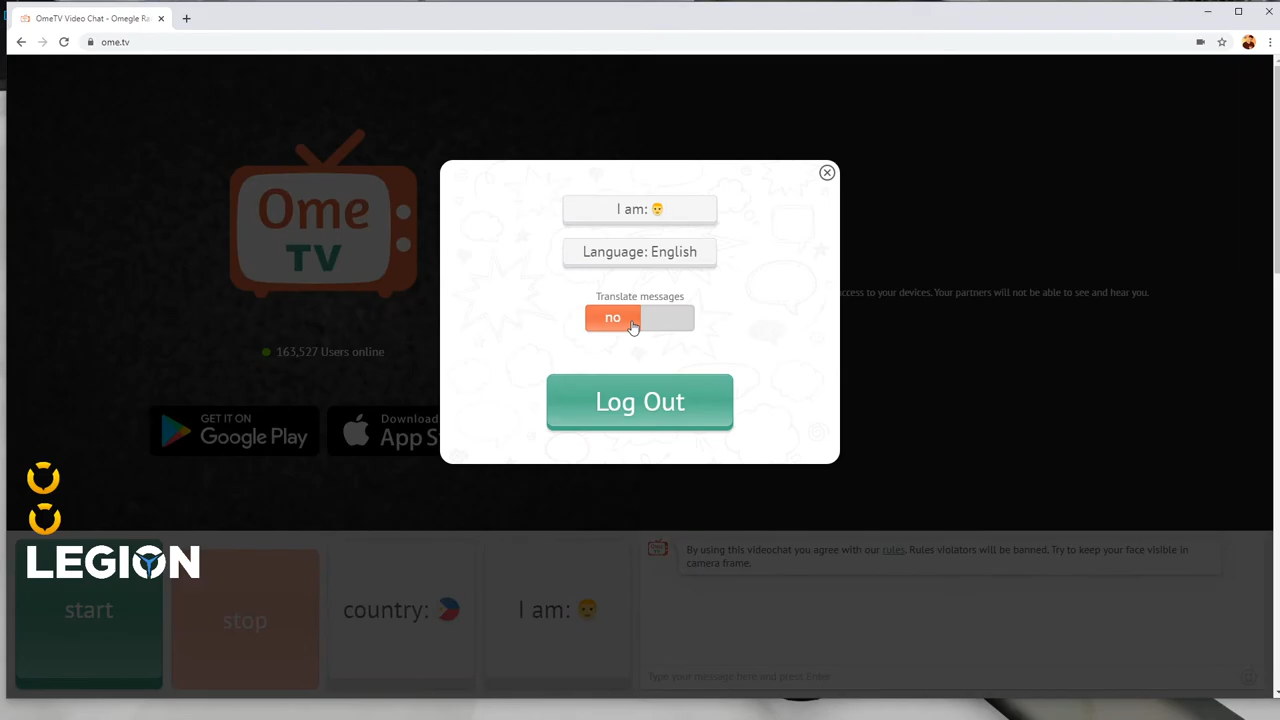 OmeTV Video Chat - Omegle Ra
ome.tv
Ome
TV
163,527 Users online
GET IT ON
Google Play
Download
App S
I am:
Language: English
Translate messages
no
Log Out
ccess to your devices. Your partners will not be able to see and hear you.
LEGION
start
stop
country:
I am:
By using this videochat you agree with our rules. Rules violators will be banned. Try to keep your face visible in
camera frame.
Type your message here and press Enter